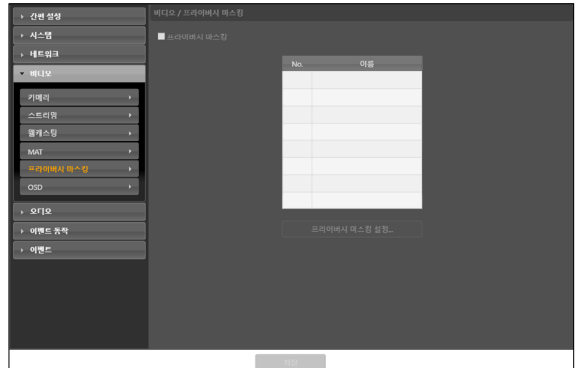 간편 설정
시스템
네트워크
비디오
카메라
스트리밍
웹캐스팅
MAT
프라이버시 마스킹
OSD
오디오
이벤트 동작
이벤트
비디오 / 프라이버시 마스킹
프라이버시 마스킹
No. 이름
프라이버시 마스킹 설정...
저장